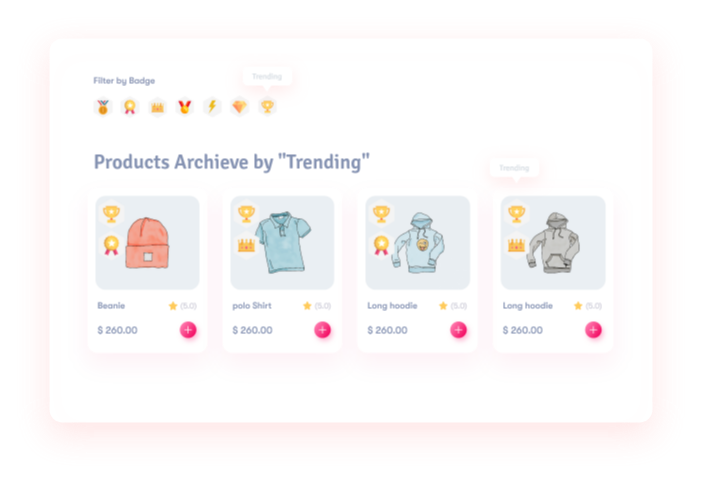 Trending
Filter by Badge
Products Archieve by "Trending"
Trending
Beanie (5.0)
$ 260.00
polo Shirt (5.0)
$ 260.00
Long hoodie (5.0)
$ 260.00
Long hoodie (5.0)
$ 260.00